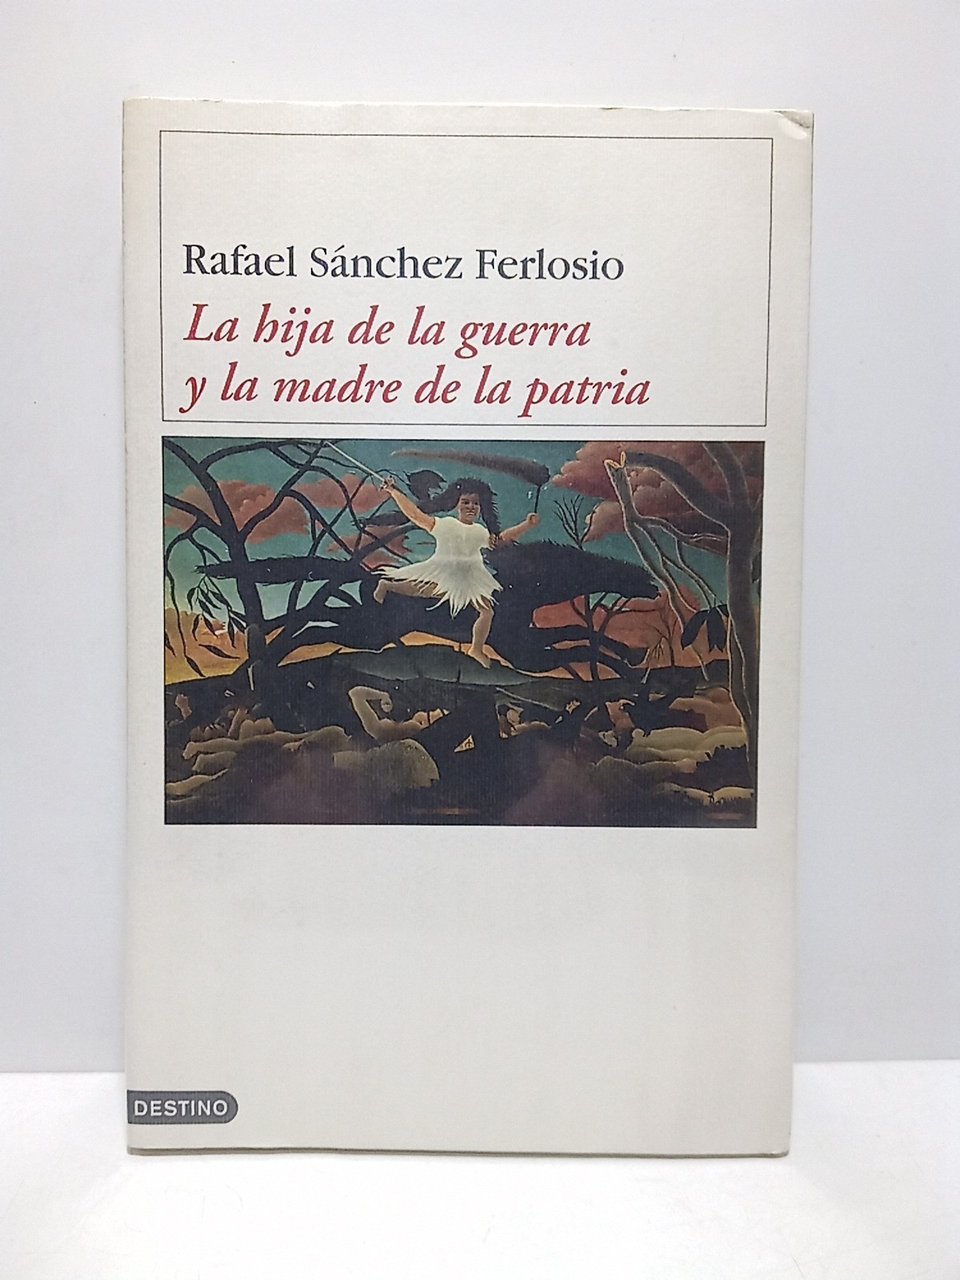 Rafael Sánchez Ferlosio
La hija de la guerra
y la madre de la patria
DESTINO